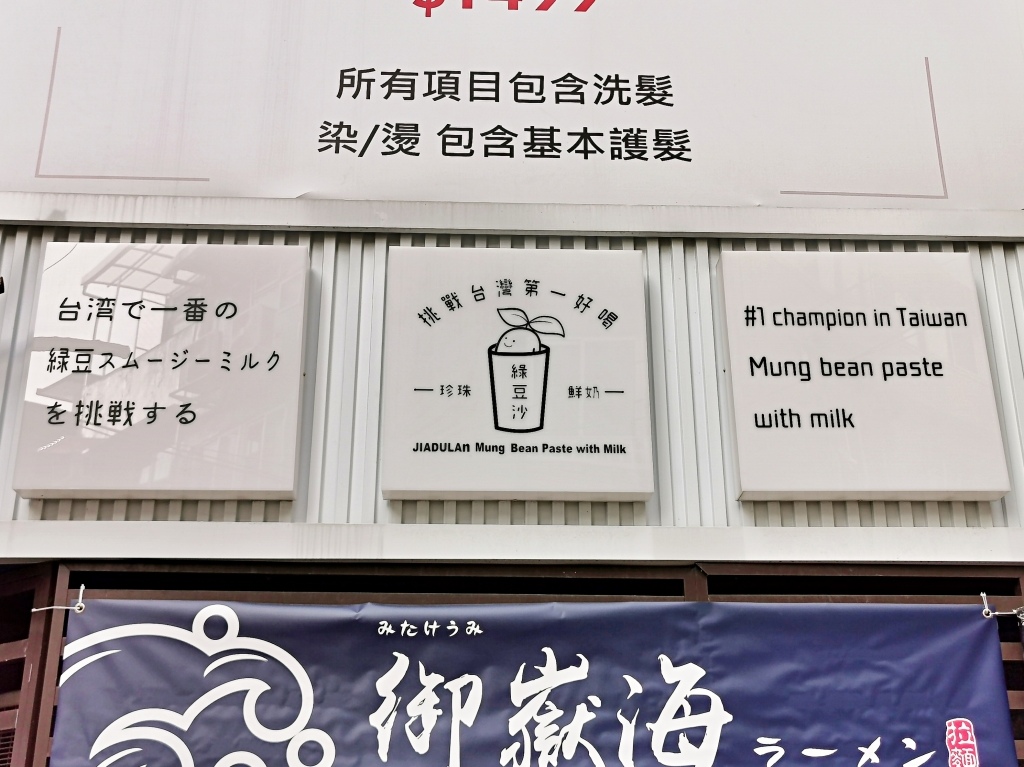 $1499
所有項目包含洗髮
染/燙 包含基本護髮
台湾で一番の
緑豆スムージーミルク
を挑戦する
挑戰台灣第一好喝
珍珠
綠豆沙
鮮奶
JIADULAn Mung Bean Paste with Milk
#1 champion in Taiwan
Mung bean paste
with milk
みたけうみ
御嶽海
ラーメン
拉麵